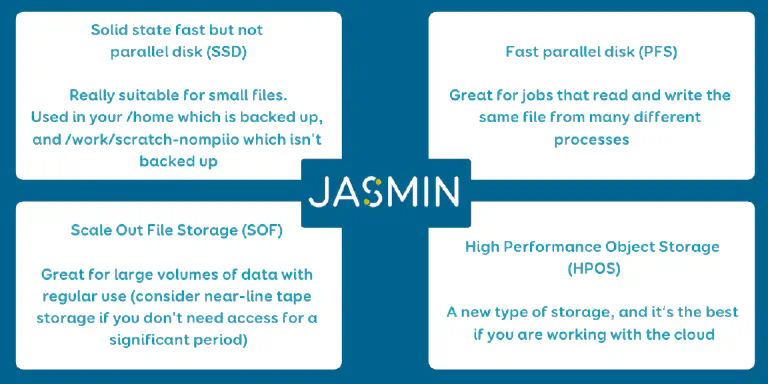 Solid state fast but not
parallel disk (SSD)
Really suitable for small files.
Used in your /home which is backed up,
and /work/scratch-nompiio which isn't
backed up
Fast parallel disk (PFS)
Great for jobs that read and write the
same file from many different
processes
JASMIN
Scale Out File Storage (SOF)
Great for large volumes of data with
regular use (consider near-line tape
storage if you don't need access for a
significant period)
High Performance Object Storage
(HPOS)
A new type of storage, and it's the best
if you are working with the cloud